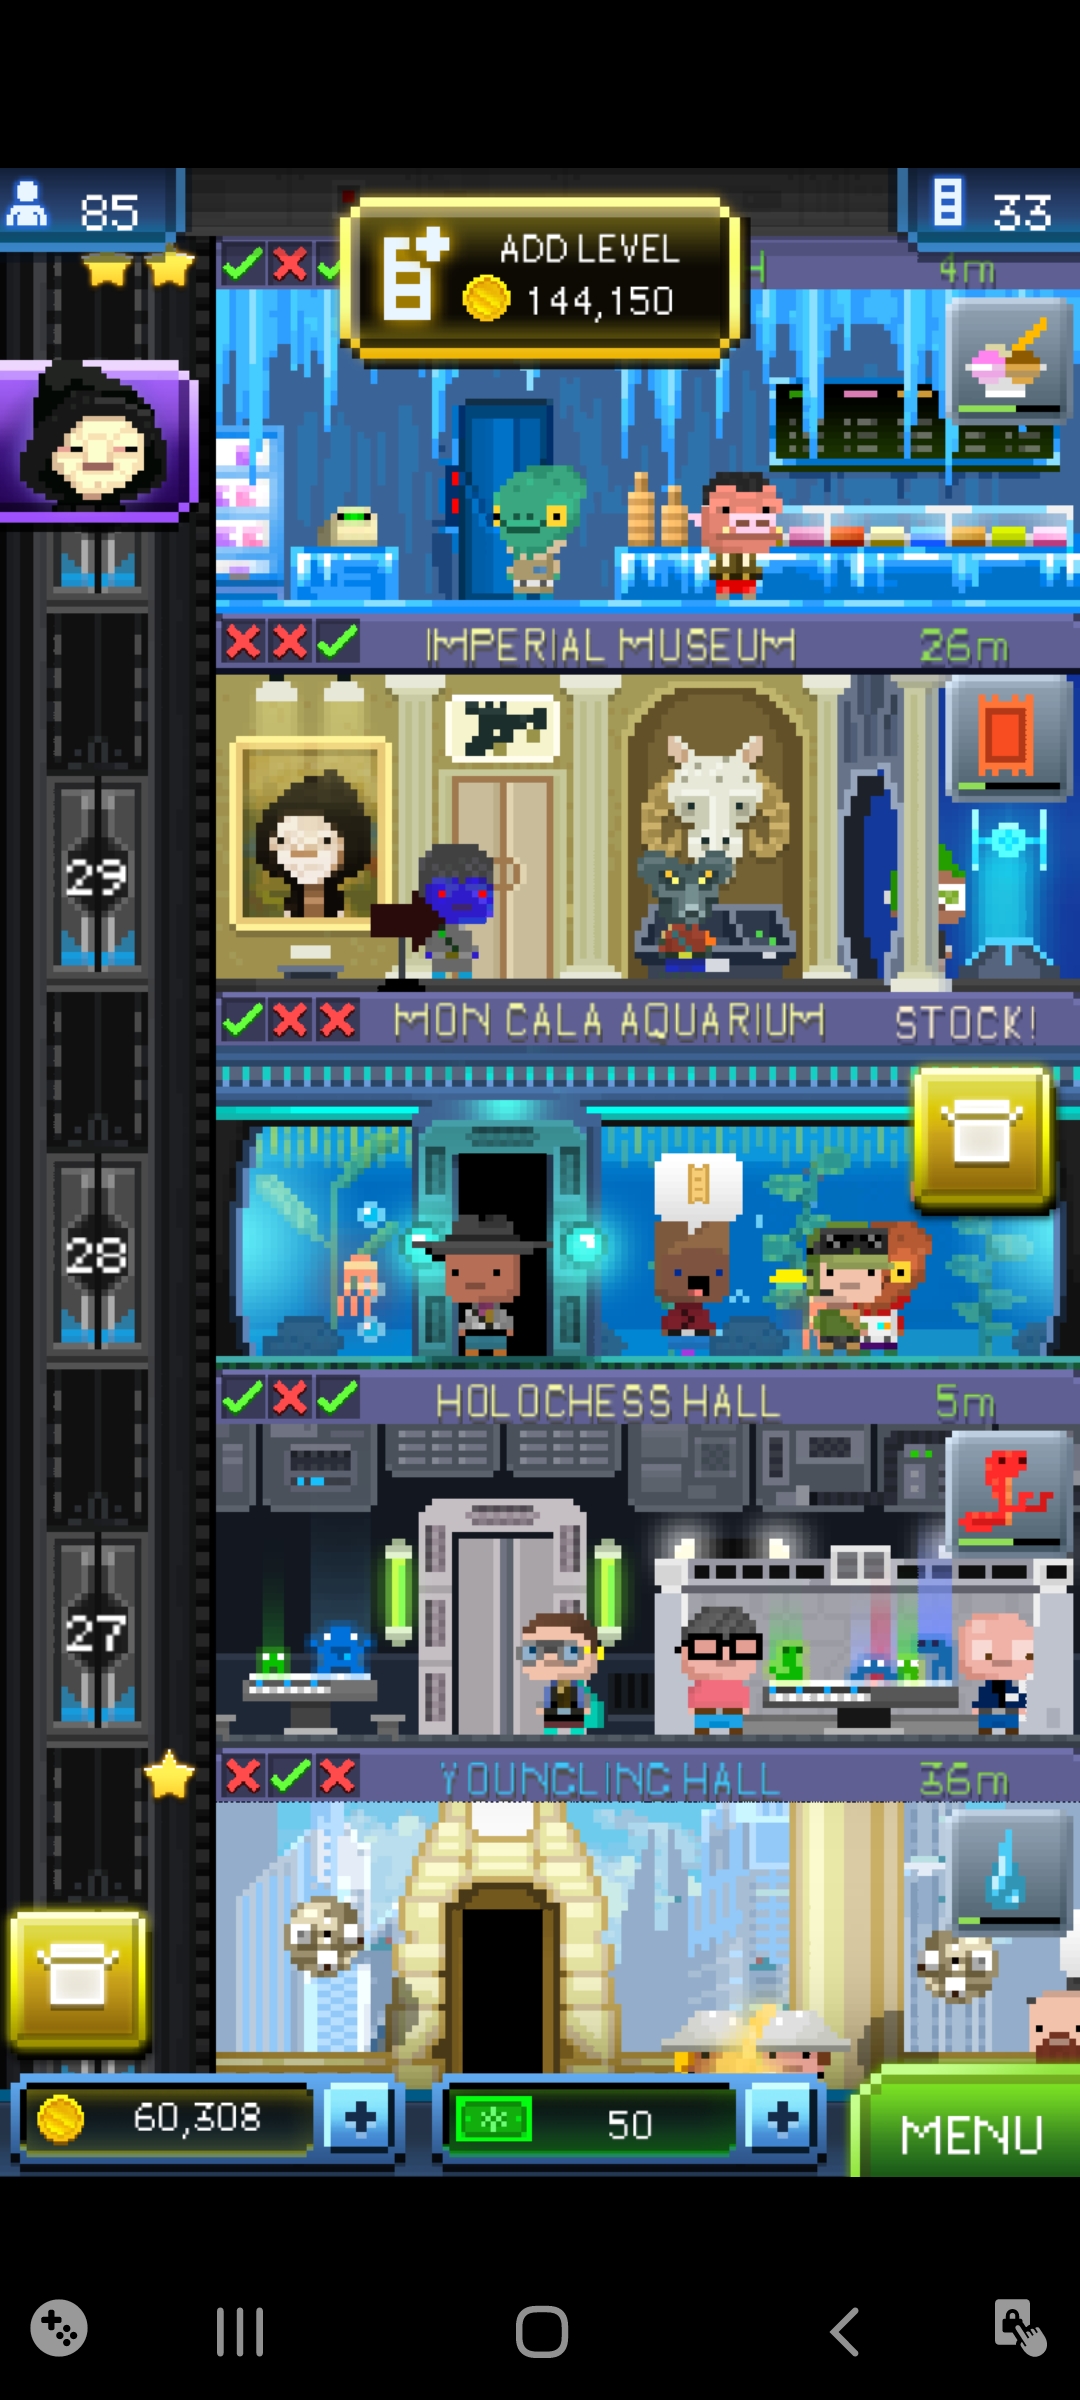 85
33
ADD LEVEL
144,150
4m
IMPERIAL MUSEUM 26m
29
MON CALA AQUARIUM STOCK!
28
HOLOCHESS HALL 5m
27
YOUNGLING HALL 36m
60,308
50
MENU